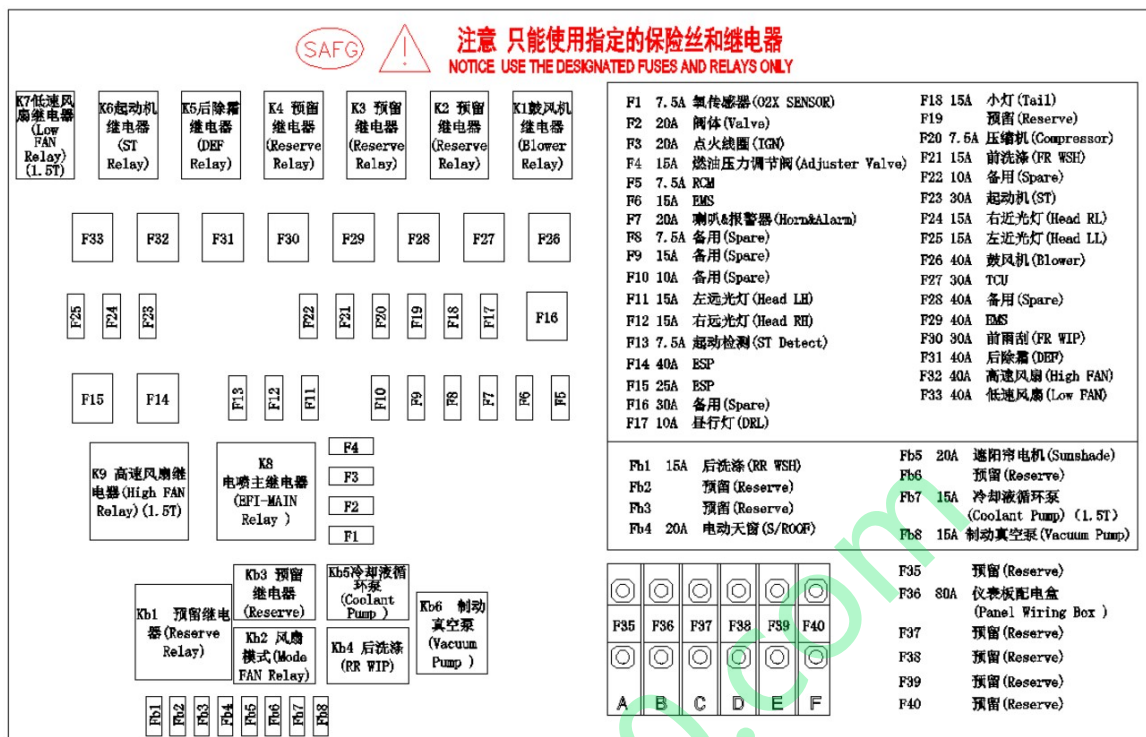 SAFG
注意 只能使用指定的保险丝和继电器
NOTICE USE THE DESIGNATED FUSES AND RELAYS ONLY
K7低速风
扇继电器
(Low
FAN
Relay)
(1.5T)
K6起动机
继电器
(ST
Relay)
K5后除霜
继电器
(DEF
Relay)
K4 预留
继电器
(Reserve
Relay)
K3 预留
继电器
(Reserve
Relay)
K2 预留
继电器
(Reserve
Relay)
K1鼓风机
继电器
(Blower
Relay)
F33
F32
F31
F30
F29
F28
F27
F26
F25
F24
F23
F22
F21
F20
F19
F18
F17
F16
F15
F14
F13
F12
F11
F10
F9
F8
F7
F6
F5
K9 高速风扇继
电器(High FAN
Relay)(1.5T)
K8
电喷主继电器
(EFI-MAIN
Relay )
F4
F3
F2
F1
Kb1 预留继电
器(Reserve
Relay)
Kb3 预留
继电器
(Reserve)
Kb2 风扇
模式(Mode
FAN Relay)
Kb5冷却液循
环泵
(Coolant
Pump )
Kb4 后洗涤
(RR WIP)
Kb6 制动
真空泵
(Vacuum
Pump )
Fb1
Fb2
Fb3
Fb4
Fb5
Fb6
Fb7
Fb8
F1 7.5A 氧传感器(O2X SENSOR)
F2 20A 阀体(Valve)
F3 20A 点火线圈(IGN)
F4 15A 燃油压力调节阀(Adjuster Valve)
F5 7.5A RCM
F6 15A EMS
F7 20A 喇叭&报警器(Horn&Alarm)
F8 7.5A 备用(Spare)
F9 15A 备用(Spare)
F10 10A 备用(Spare)
F11 15A 左远光灯(Head LH)
F12 15A 右远光灯(Head RH)
F13 7.5A 起动检测(ST Detect)
F14 40A ESP
F15 25A ESP
F16 30A 备用(Spare)
F17 10A 昼行灯(DRL)
F18 15A 小灯(Tail)
F19 预留(Reserve)
F20 7.5A 压缩机(Compressor)
F21 15A 前洗涤(FR WSH)
F22 10A 备用(Spare)
F23 30A 起动机(ST)
F24 15A 右近光灯(Head RL)
F25 15A 左近光灯(Head LL)
F26 40A 鼓风机(Blower)
F27 30A TCU
F28 40A 备用(Spare)
F29 40A EMS
F30 30A 前雨刮(FR WIP)
F31 40A 后除霜(DEF)
F32 40A 高速风扇(High FAN)
F33 40A 低速风扇(Low FAN)
Fb1 15A 后洗涤(RR WSH)
Fb2 预留(Reserve)
Fb3 预留(Reserve)
Fb4 20A 电动天窗(S/ROOF)
Fb5 20A 遮阳帘电机(Sunshade)
Fb6 预留(Reserve)
Fb7 15A 冷却液循环泵
(Coolant Pump) (1.5T)
Fb8 15A 制动真空泵(Vacuum Pump)
F35
F36
F37
F38
F39
F40
A
B
C
D
E
F
F35 预留(Reserve)
F36 80A 仪表板配电盒
(Panel Wiring Box )
F37 预留(Reserve)
F38 预留(Reserve)
F39 预留(Reserve)
F40 预留(Reserve)